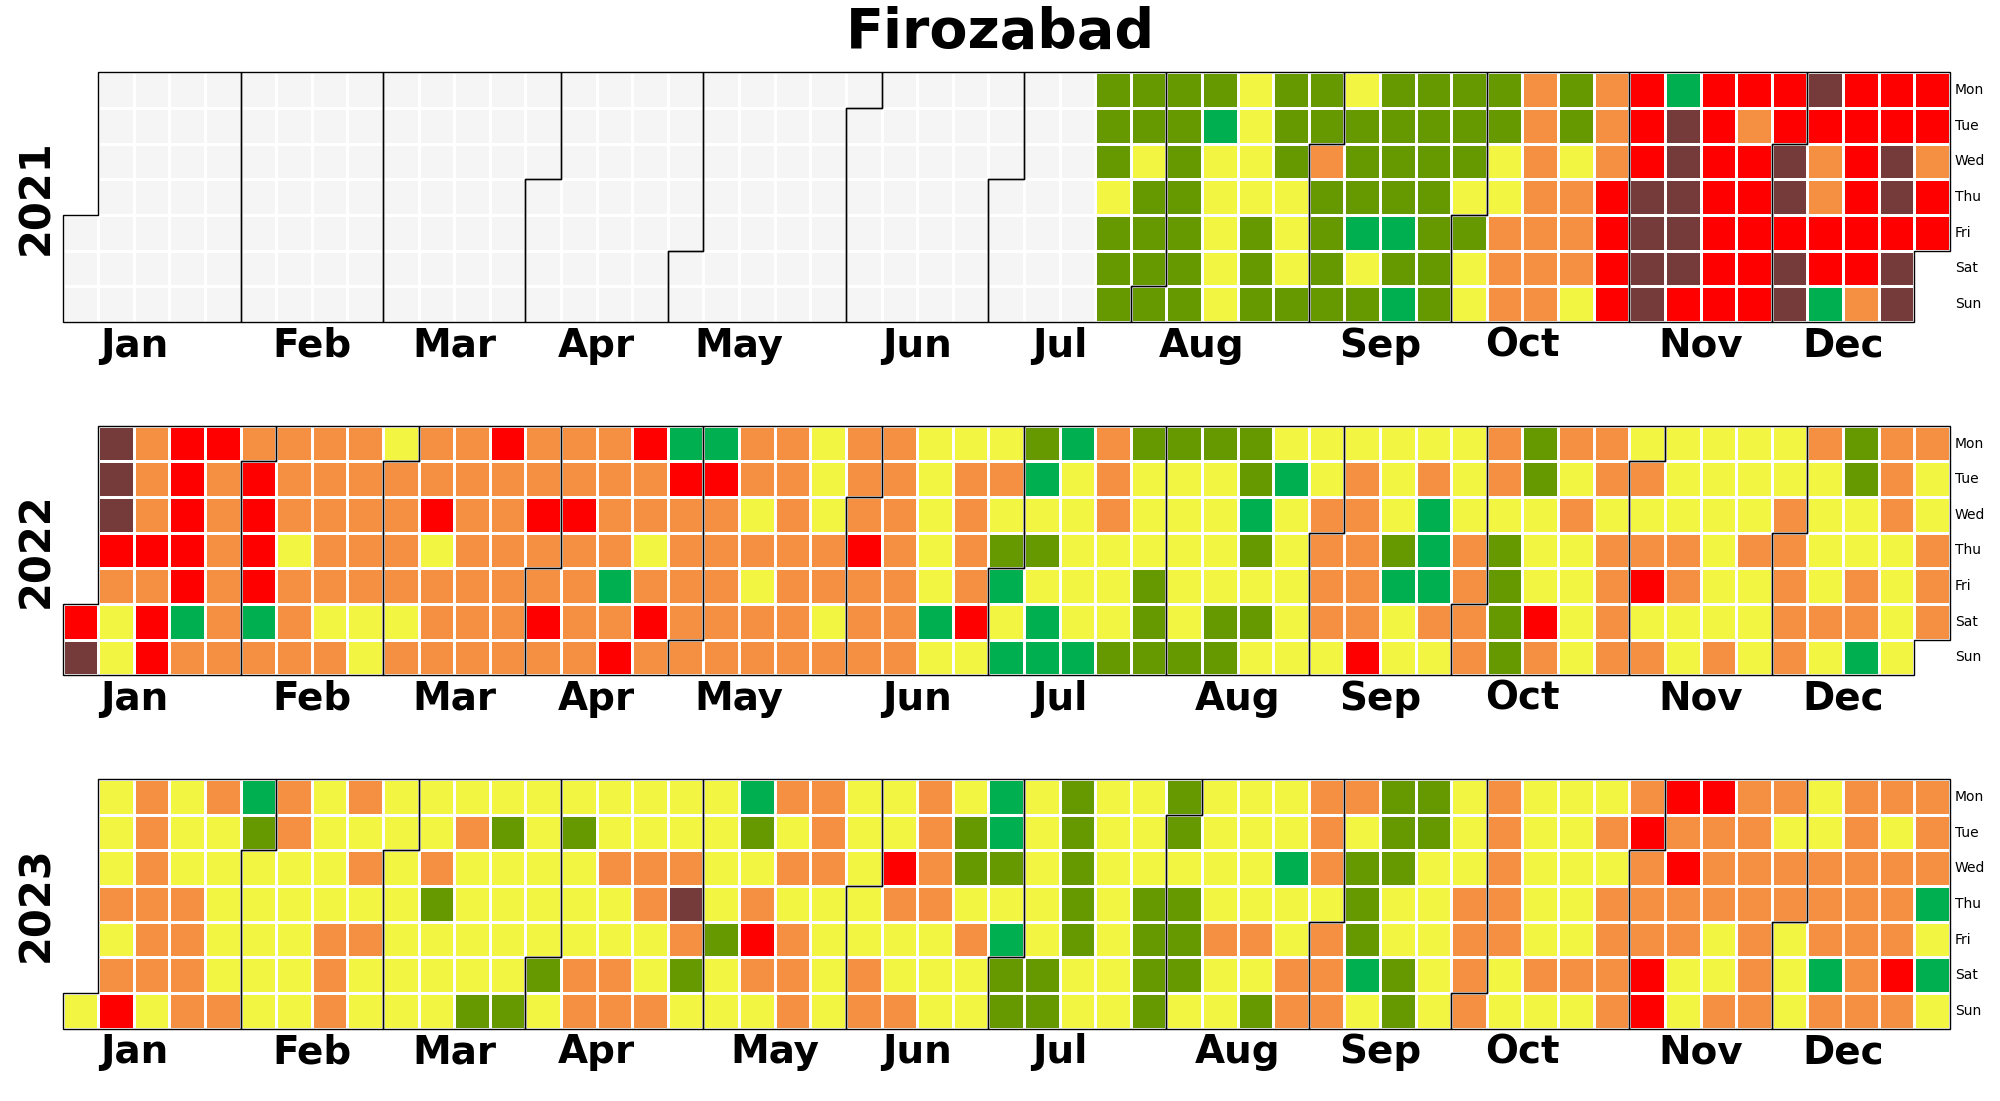 Firozabad
2021
Mon
Tue
Wed
Thu
Fri
Sat
Sun
Jan Feb Mar Apr May Jun Jul Aug Sep Oct Nov Dec
2022
Mon
Tue
Wed
Thu
Fri
Sat
Sun
Jan Feb Mar Apr May Jun Jul Aug Sep Oct Nov Dec
2023
Mon
Tue
Wed
Thu
Fri
Sat
Sun
Jan Feb Mar Apr May Jun Jul Aug Sep Oct Nov Dec